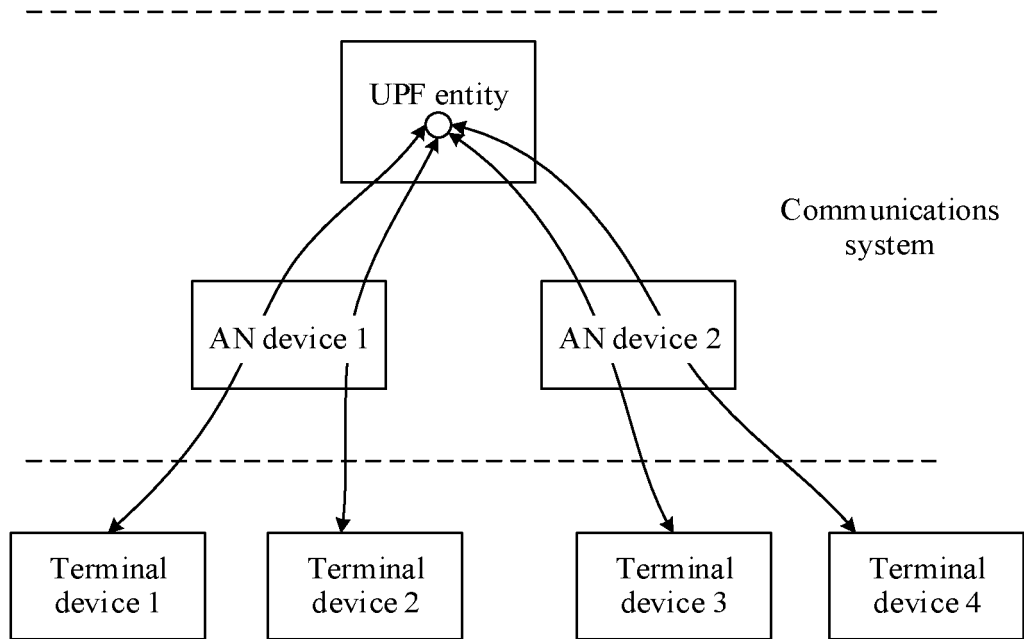 UPF entity
Communications
system
AN device 1
AN device 2
Terminal
device 1
Terminal
device 2
Terminal
device 3
Terminal
device 4